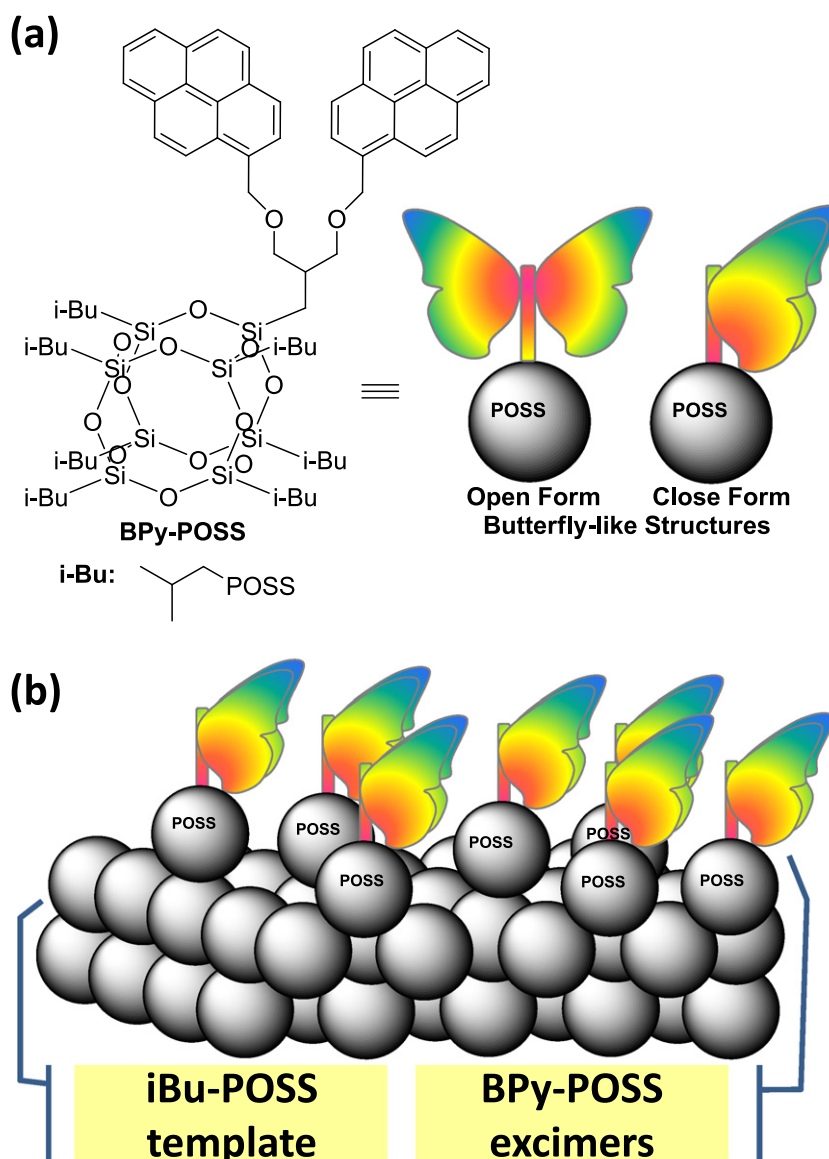 (a)
O
O
i-Bu
O
Si
O
Si
O
i-Bu
Si
O
Si
i-Bu
O
O
O
O
i-Bu
Si
O
Si
i-Bu
O
O
i-Bu
Si
O
Si
i-Bu
BPy-POSS
i-Bu:
POSS
POSS
POSS
Open Form
Close Form
Butterfly-like Structures
(b)
POSS
POSS
POSS
POSS
POSS
POSS
POSS
iBu-POSS
template
BPy-POSS
excimers